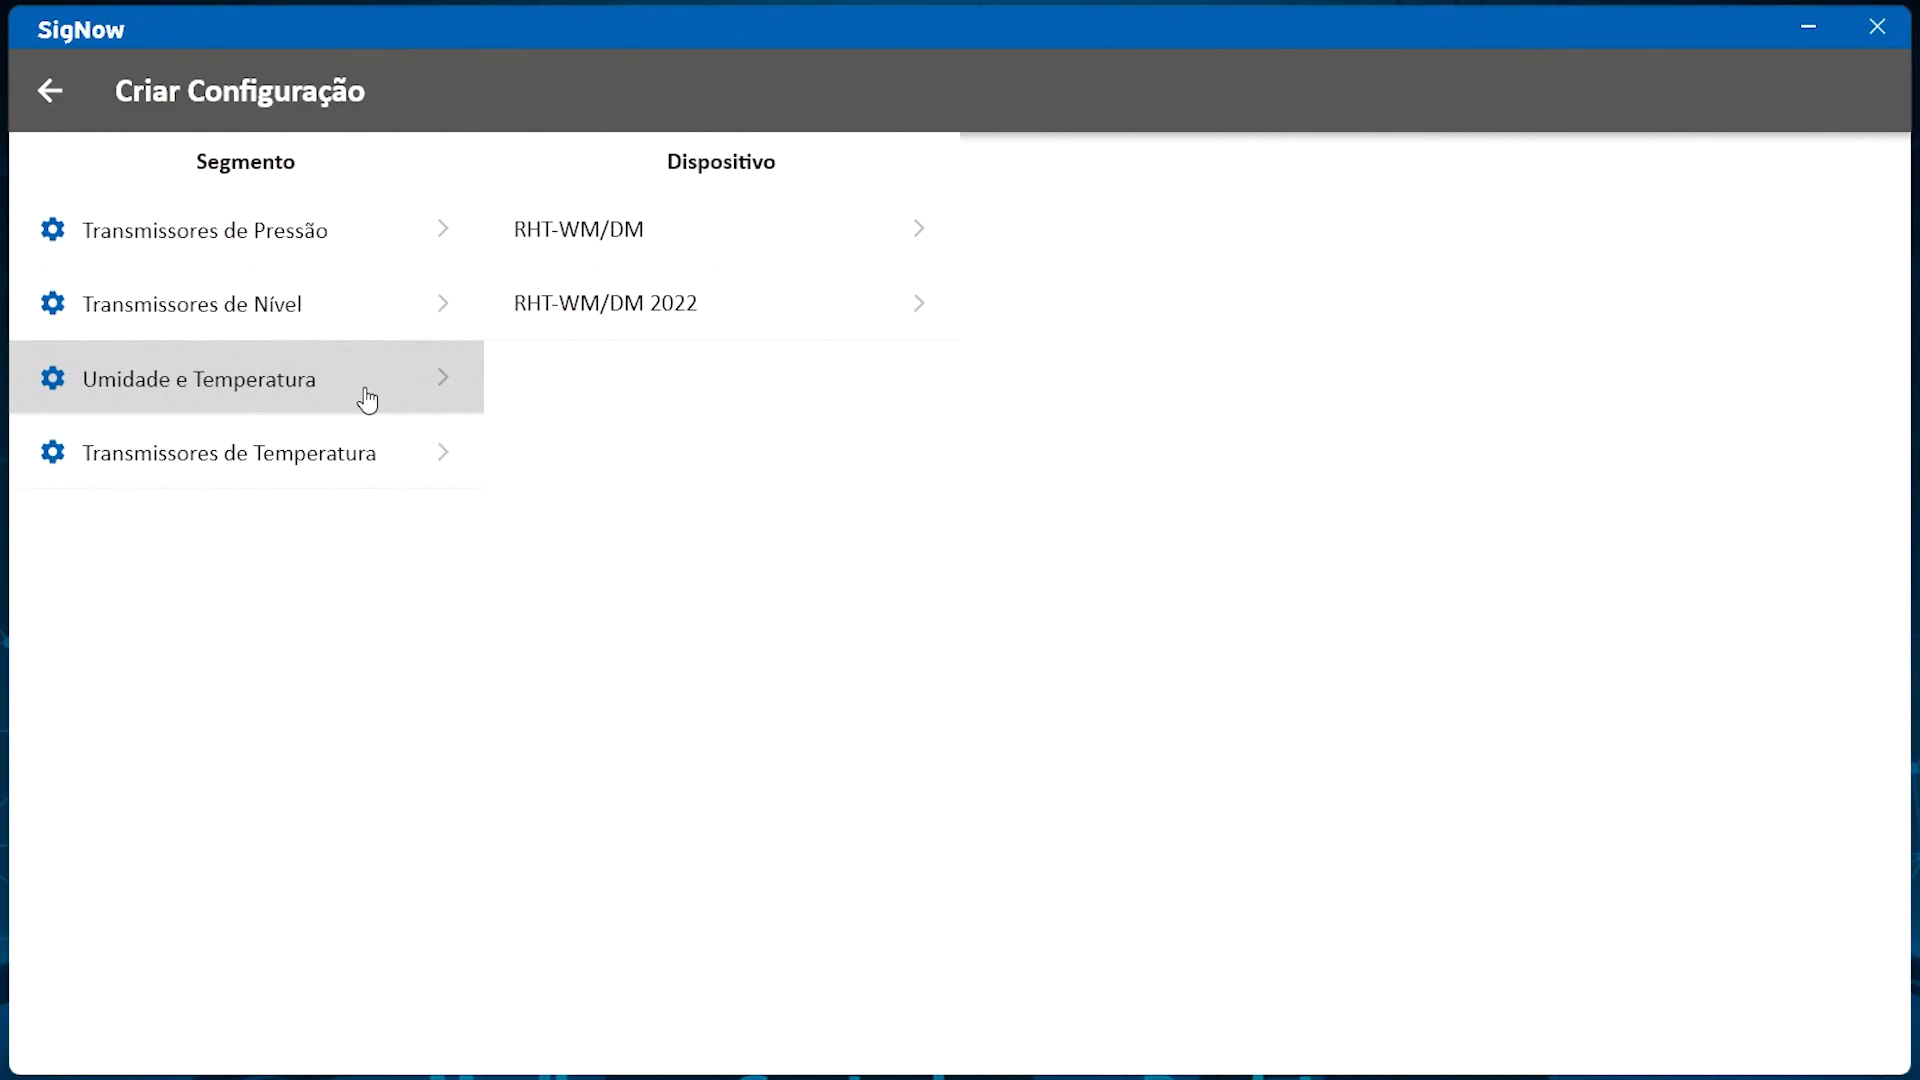 SigNow
Criar Configuração
Segmento
Dispositivo
Transmissores de Pressão
RHT-WM/DM
Transmissores de Nível
RHT-WM/DM 2022
Umidade e Temperatura
Transmissores de Temperatura